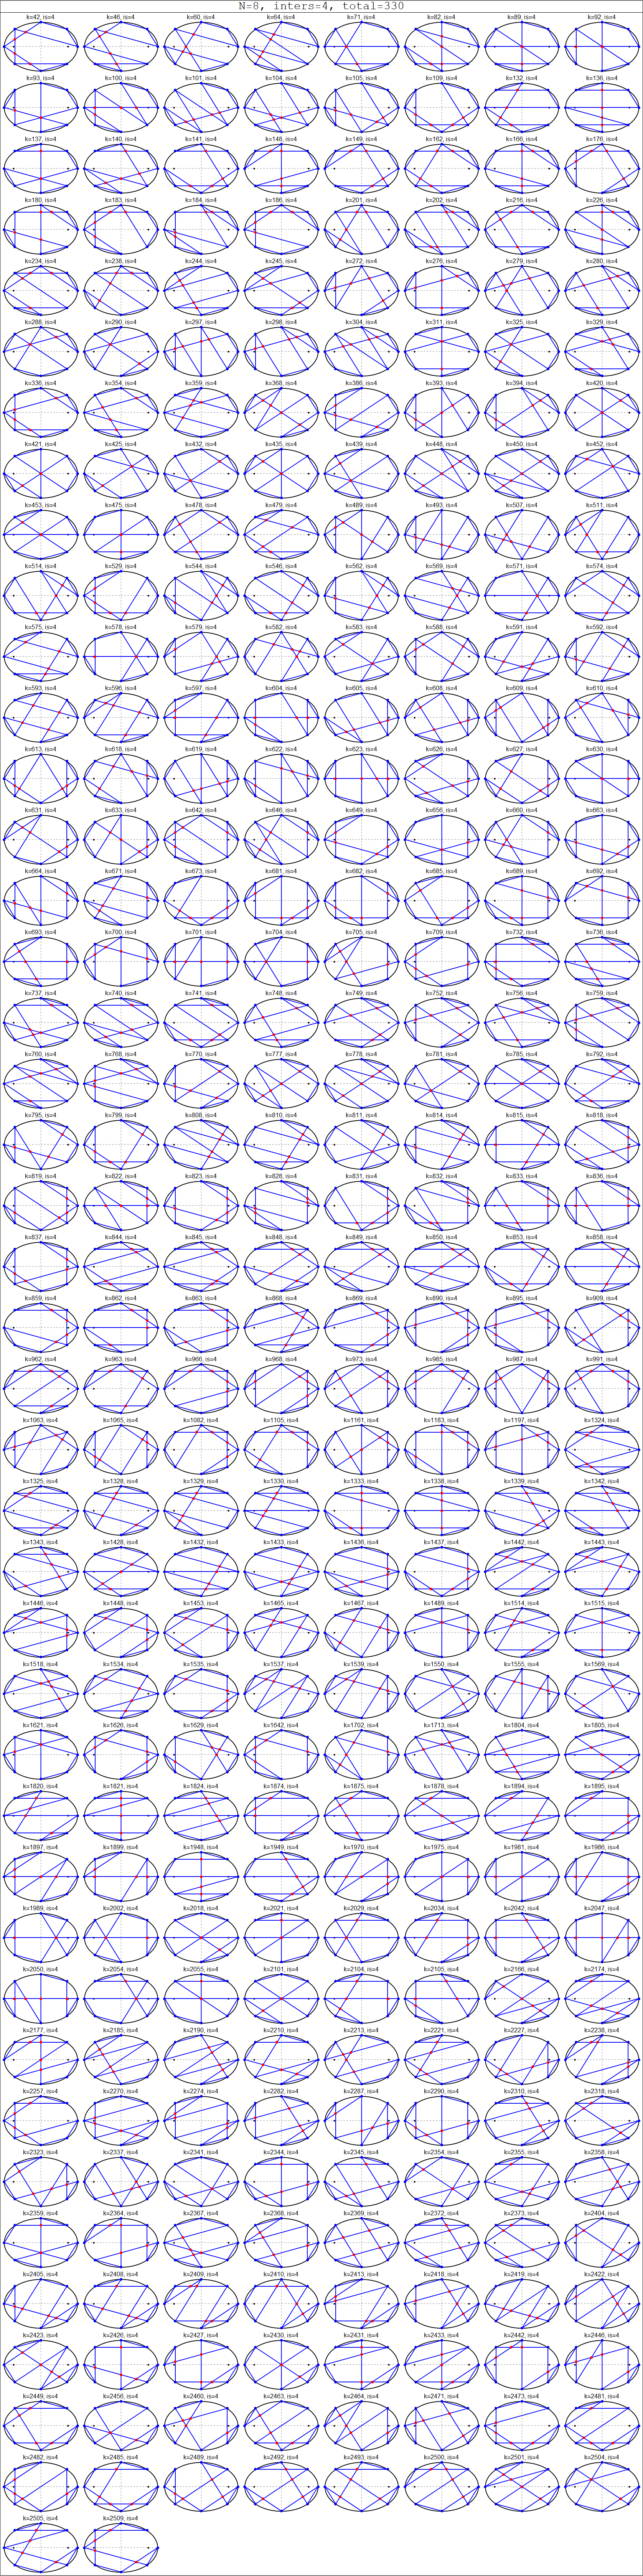 N=8, inters=4, total=330
k=42, is=4 k=46, is=4 k=60, is=4 k=64, is=4 k=71, is=4 k=82, is=4 k=89, is=4 k=92, is=4
k=93, is=4 k=100, is=4 k=101, is=4 k=104, is=4 k=105, is=4 k=109, is=4 k=132, is=4 k=136, is=4
k=137, is=4 k=140, is=4 k=141, is=4 k=148, is=4 k=149, is=4 k=162, is=4 k=166, is=4 k=176, is=4
k=180, is=4 k=183, is=4 k=184, is=4 k=186, is=4 k=201, is=4 k=202, is=4 k=216, is=4 k=226, is=4
k=234, is=4 k=238, is=4 k=244, is=4 k=245, is=4 k=272, is=4 k=276, is=4 k=279, is=4 k=280, is=4
k=288, is=4 k=290, is=4 k=297, is=4 k=298, is=4 k=304, is=4 k=311, is=4 k=325, is=4 k=329, is=4
k=336, is=4 k=354, is=4 k=359, is=4 k=368, is=4 k=386, is=4 k=393, is=4 k=394, is=4 k=420, is=4
k=421, is=4 k=425, is=4 k=432, is=4 k=435, is=4 k=439, is=4 k=448, is=4 k=450, is=4 k=452, is=4
k=453, is=4 k=475, is=4 k=478, is=4 k=479, is=4 k=489, is=4 k=493, is=4 k=507, is=4 k=511, is=4
k=514, is=4 k=529, is=4 k=544, is=4 k=546, is=4 k=562, is=4 k=569, is=4 k=571, is=4 k=574, is=4
k=575, is=4 k=578, is=4 k=579, is=4 k=582, is=4 k=583, is=4 k=588, is=4 k=591, is=4 k=592, is=4
k=593, is=4 k=596, is=4 k=597, is=4 k=604, is=4 k=605, is=4 k=608, is=4 k=609, is=4 k=610, is=4
k=613, is=4 k=618, is=4 k=619, is=4 k=622, is=4 k=623, is=4 k=626, is=4 k=627, is=4 k=630, is=4
k=631, is=4 k=633, is=4 k=642, is=4 k=646, is=4 k=649, is=4 k=656, is=4 k=660, is=4 k=663, is=4
k=664, is=4 k=671, is=4 k=673, is=4 k=681, is=4 k=682, is=4 k=685, is=4 k=689, is=4 k=692, is=4
k=693, is=4 k=700, is=4 k=701, is=4 k=704, is=4 k=705, is=4 k=709, is=4 k=732, is=4 k=736, is=4
k=737, is=4 k=740, is=4 k=741, is=4 k=748, is=4 k=749, is=4 k=752, is=4 k=756, is=4 k=759, is=4
k=760, is=4 k=768, is=4 k=770, is=4 k=777, is=4 k=778, is=4 k=781, is=4 k=785, is=4 k=792, is=4
k=795, is=4 k=799, is=4 k=808, is=4 k=810, is=4 k=811, is=4 k=814, is=4 k=815, is=4 k=818, is=4
k=819, is=4 k=822, is=4 k=823, is=4 k=828, is=4 k=831, is=4 k=832, is=4 k=833, is=4 k=836, is=4
k=837, is=4 k=844, is=4 k=845, is=4 k=848, is=4 k=849, is=4 k=850, is=4 k=853, is=4 k=858, is=4
k=859, is=4 k=862, is=4 k=863, is=4 k=868, is=4 k=869, is=4 k=890, is=4 k=895, is=4 k=909, is=4
k=962, is=4 k=963, is=4 k=966, is=4 k=968, is=4 k=973, is=4 k=985, is=4 k=987, is=4 k=991, is=4
k=1063, is=4 k=1065, is=4 k=1082, is=4 k=1105, is=4 k=1161, is=4 k=1183, is=4 k=1197, is=4 k=1324, is=4
k=1325, is=4 k=1328, is=4 k=1329, is=4 k=1330, is=4 k=1333, is=4 k=1338, is=4 k=1339, is=4 k=1342, is=4
k=1343, is=4 k=1428, is=4 k=1432, is=4 k=1433, is=4 k=1436, is=4 k=1437, is=4 k=1442, is=4 k=1443, is=4
k=1446, is=4 k=1448, is=4 k=1453, is=4 k=1465, is=4 k=1467, is=4 k=1489, is=4 k=1514, is=4 k=1515, is=4
k=1518, is=4 k=1534, is=4 k=1535, is=4 k=1537, is=4 k=1539, is=4 k=1550, is=4 k=1555, is=4 k=1569, is=4
k=1621, is=4 k=1626, is=4 k=1629, is=4 k=1642, is=4 k=1702, is=4 k=1713, is=4 k=1804, is=4 k=1805, is=4
k=1820, is=4 k=1821, is=4 k=1824, is=4 k=1874, is=4 k=1875, is=4 k=1878, is=4 k=1894, is=4 k=1895, is=4
k=1897, is=4 k=1899, is=4 k=1948, is=4 k=1949, is=4 k=1970, is=4 k=1975, is=4 k=1981, is=4 k=1986, is=4
k=1989, is=4 k=2002, is=4 k=2018, is=4 k=2021, is=4 k=2029, is=4 k=2034, is=4 k=2042, is=4 k=2047, is=4
k=2050, is=4 k=2054, is=4 k=2055, is=4 k=2101, is=4 k=2104, is=4 k=2105, is=4 k=2166, is=4 k=2174, is=4
k=2177, is=4 k=2185, is=4 k=2190, is=4 k=2210, is=4 k=2213, is=4 k=2221, is=4 k=2227, is=4 k=2238, is=4
k=2257, is=4 k=2270, is=4 k=2274, is=4 k=2282, is=4 k=2287, is=4 k=2290, is=4 k=2310, is=4 k=2318, is=4
k=2323, is=4 k=2337, is=4 k=2341, is=4 k=2344, is=4 k=2345, is=4 k=2354, is=4 k=2355, is=4 k=2358, is=4
k=2359, is=4 k=2364, is=4 k=2367, is=4 k=2368, is=4 k=2369, is=4 k=2372, is=4 k=2373, is=4 k=2404, is=4
k=2405, is=4 k=2408, is=4 k=2409, is=4 k=2410, is=4 k=2413, is=4 k=2418, is=4 k=2419, is=4 k=2422, is=4
k=2423, is=4 k=2426, is=4 k=2427, is=4 k=2430, is=4 k=2431, is=4 k=2433, is=4 k=2442, is=4 k=2446, is=4
k=2449, is=4 k=2456, is=4 k=2460, is=4 k=2463, is=4 k=2464, is=4 k=2471, is=4 k=2473, is=4 k=2481, is=4
k=2482, is=4 k=2485, is=4 k=2489, is=4 k=2492, is=4 k=2493, is=4 k=2500, is=4 k=2501, is=4 k=2504, is=4
k=2505, is=4 k=2509, is=4